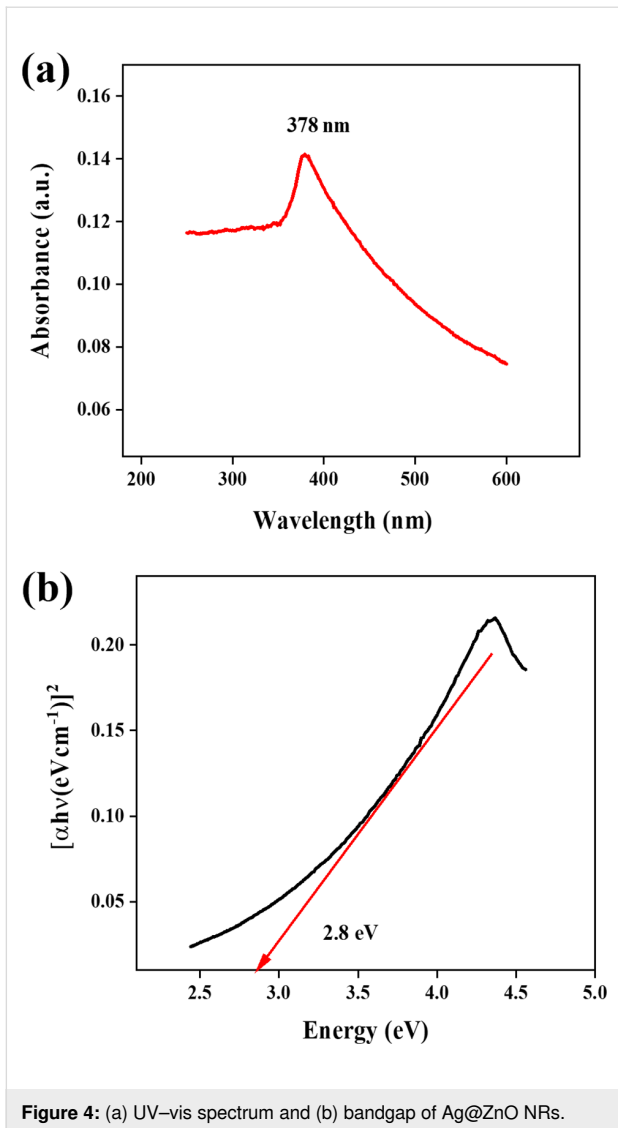 (a)
0.16
378 nm
0.14
0.12
0.10
0.08
0.06
Absorbance (a.u.)
200 300 400 500 600
Wavelength (nm)
(b)
0.20
0.15
0.10
0.05
[αhν(eVcm⁻¹)]²
2.8 eV
2.5 3.0 3.5 4.0 4.5 5.0
Energy (eV)
Figure 4: (a) UV–vis spectrum and (b) bandgap of Ag@ZnO NRs.